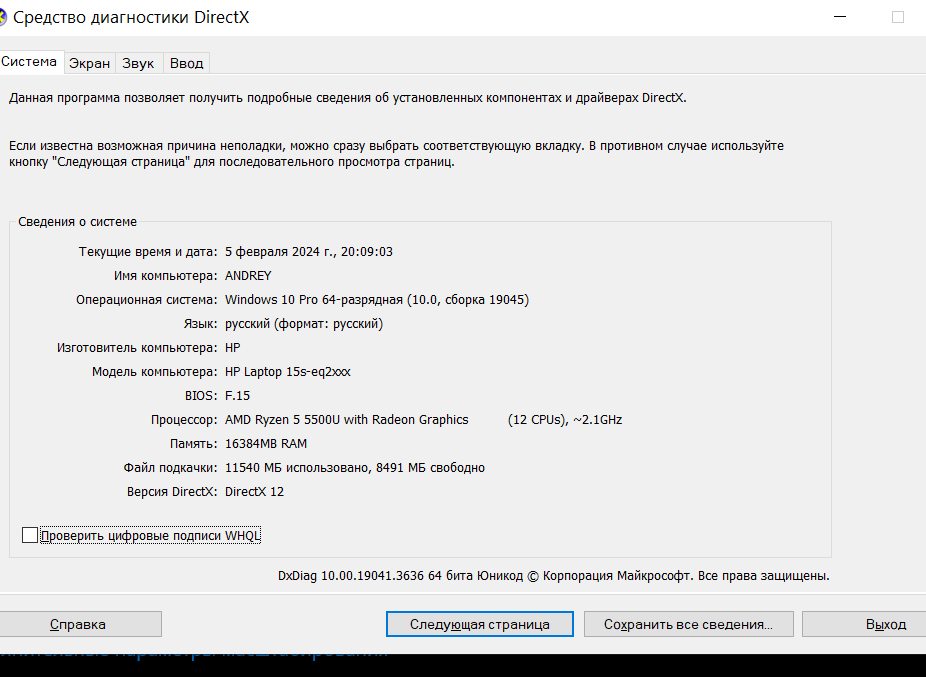 Средство диагностики DirectX
Система Экран Звук Ввод
Данная программа позволяет получить подробные сведения об установленных компонентах и драйверах DirectX.
Если известна возможная причина неполадки, можно сразу выбрать соответствующую вкладку. В противном случае используйте
кнопку "Следующая страница" для последовательного просмотра страниц.
Сведения о системе
Текущие время и дата: 5 февраля 2024 г., 20:09:03
Имя компьютера: ANDREY
Операционная система: Windows 10 Pro 64-разрядная (10.0, сборка 19045)
Язык: русский (формат: русский)
Изготовитель компьютера: HP
Модель компьютера: HP Laptop 15s-eq2xxx
BIOS: F.15
Процессор: AMD Ryzen 5 5500U with Radeon Graphics (12 CPUs), ~2.1GHz
Память: 16384MB RAM
Файл подкачки: 11540 МБ использовано, 8491 МБ свободно
Версия DirectX: DirectX 12
Проверить цифровые подписи WHQL
DxDiag 10.00.19041.3636 64 бита Юникод © Корпорация Майкрософт. Все права защищены.
Справка Следующая страница Сохранить все сведения... Выход